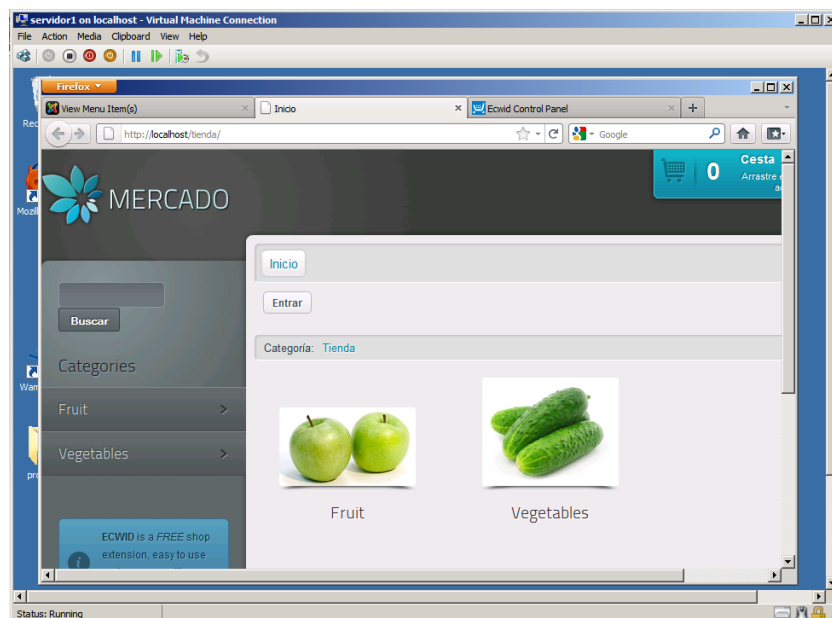 servidor1 on localhost - Virtual Machine Connection
File Action Media Clipboard View Help
Firefox
View Menu Item(s)
Inicio
Ecwid Control Panel
http://localhost/tienda/
Google
MERCADO
0
Cesta
Arrastre
Inicio
Entrar
Buscar
Categoría: Tienda
Categories
Fruit
Vegetables
Fruit
Vegetables
ECWID is a FREE shop
extension, easy to use
Status: Running